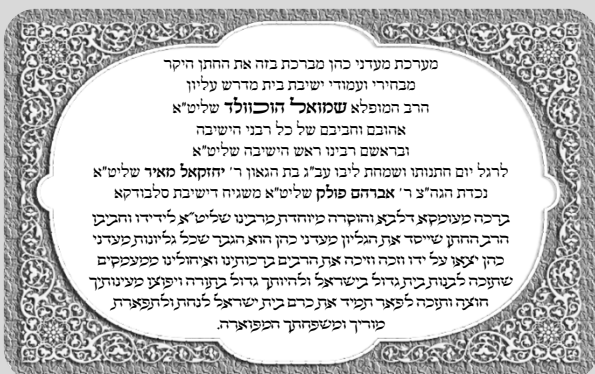 מערכת מעדני כהן מברכת בזה את החתן היקר
מבחירי ועמודי ישיבת בית מדרש עליון
הרב המופלא שמואל הוכוולד שליט"א
אהובם וחביבם של כל רבני הישיבה
ובראשם רבינו ראש הישיבה שליט"א
לרגל יום חתונתו ושמחת ליבו עב"ג בת הגאון ר' יחזקאל מאיר שליט"א
נכדת הגה"צ ר' אברהם פולק שליט"א משגיח דישיבת סלבודקא
ברכה מעומקא דלבא והוקרה מיוחדת מרבינו שליט"א לידידו וחביבו
הרב החתן שייסד את הגליון מעדני כהן הוא הגבר שכל גליונות מעדני
כהן יצאו על ידו וזכה וזיכה את הרבים ברכותינו ואיחולינו ממעמקים
שתזכה לבנות בית גדול בישראל ולהיותך גדול בתורה ויפוצו מעינותיך
חוצה ותזכה לפאר תמיד את כרם בית ישראל לנחת ולתפארת
מוריך ומשפחתך המפוארה.